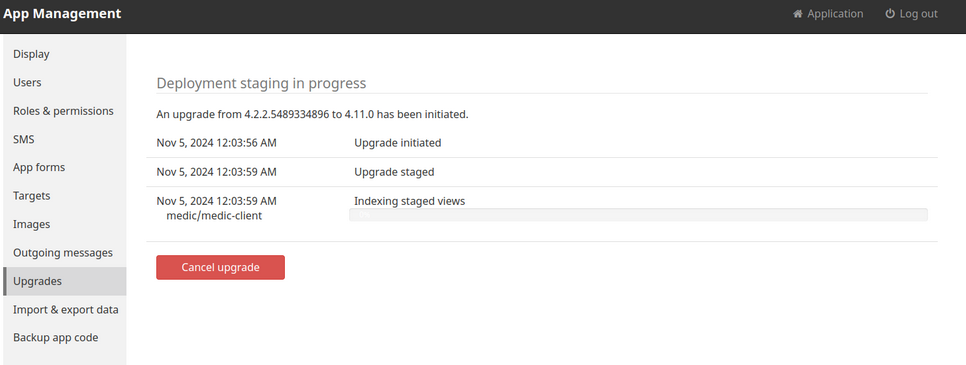 App Management
Application
Log out
Display
Users
Roles & permissions
SMS
App forms
Targets
Images
Outgoing messages
Upgrades
Import & export data
Backup app code
Deployment staging in progress
An upgrade from 4.2.2.5489334896 to 4.11.0 has been initiated.
Nov 5, 2024 12:03:56 AM Upgrade initiated
Nov 5, 2024 12:03:59 AM Upgrade staged
Nov 5, 2024 12:03:59 AM Indexing staged views
medic/medic-client
Cancel upgrade